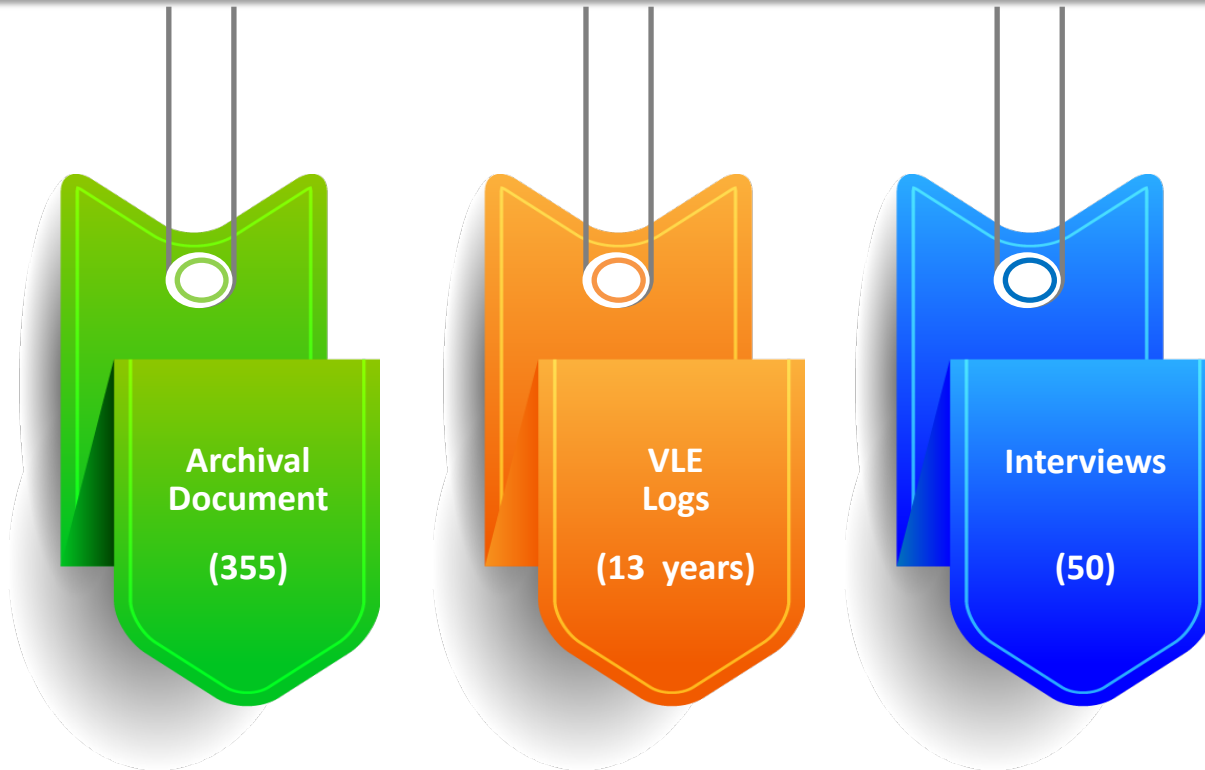 Archival
Document
(355)
VLE
Logs
(13 years)
Interviews
(50)